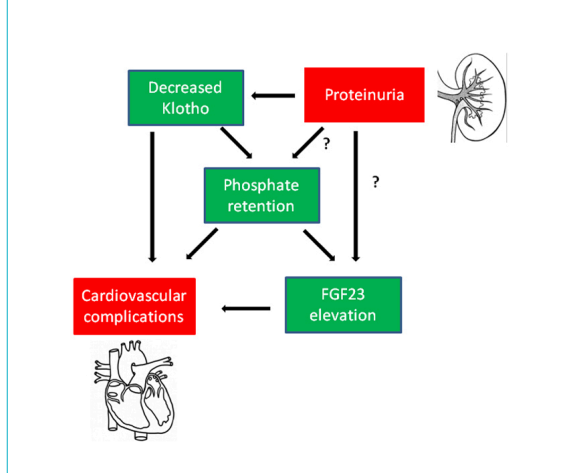 Decreased
Klotho
Proteinuria
?
Phosphate
retention
?
Cardiovascular
complications
FGF23
elevation